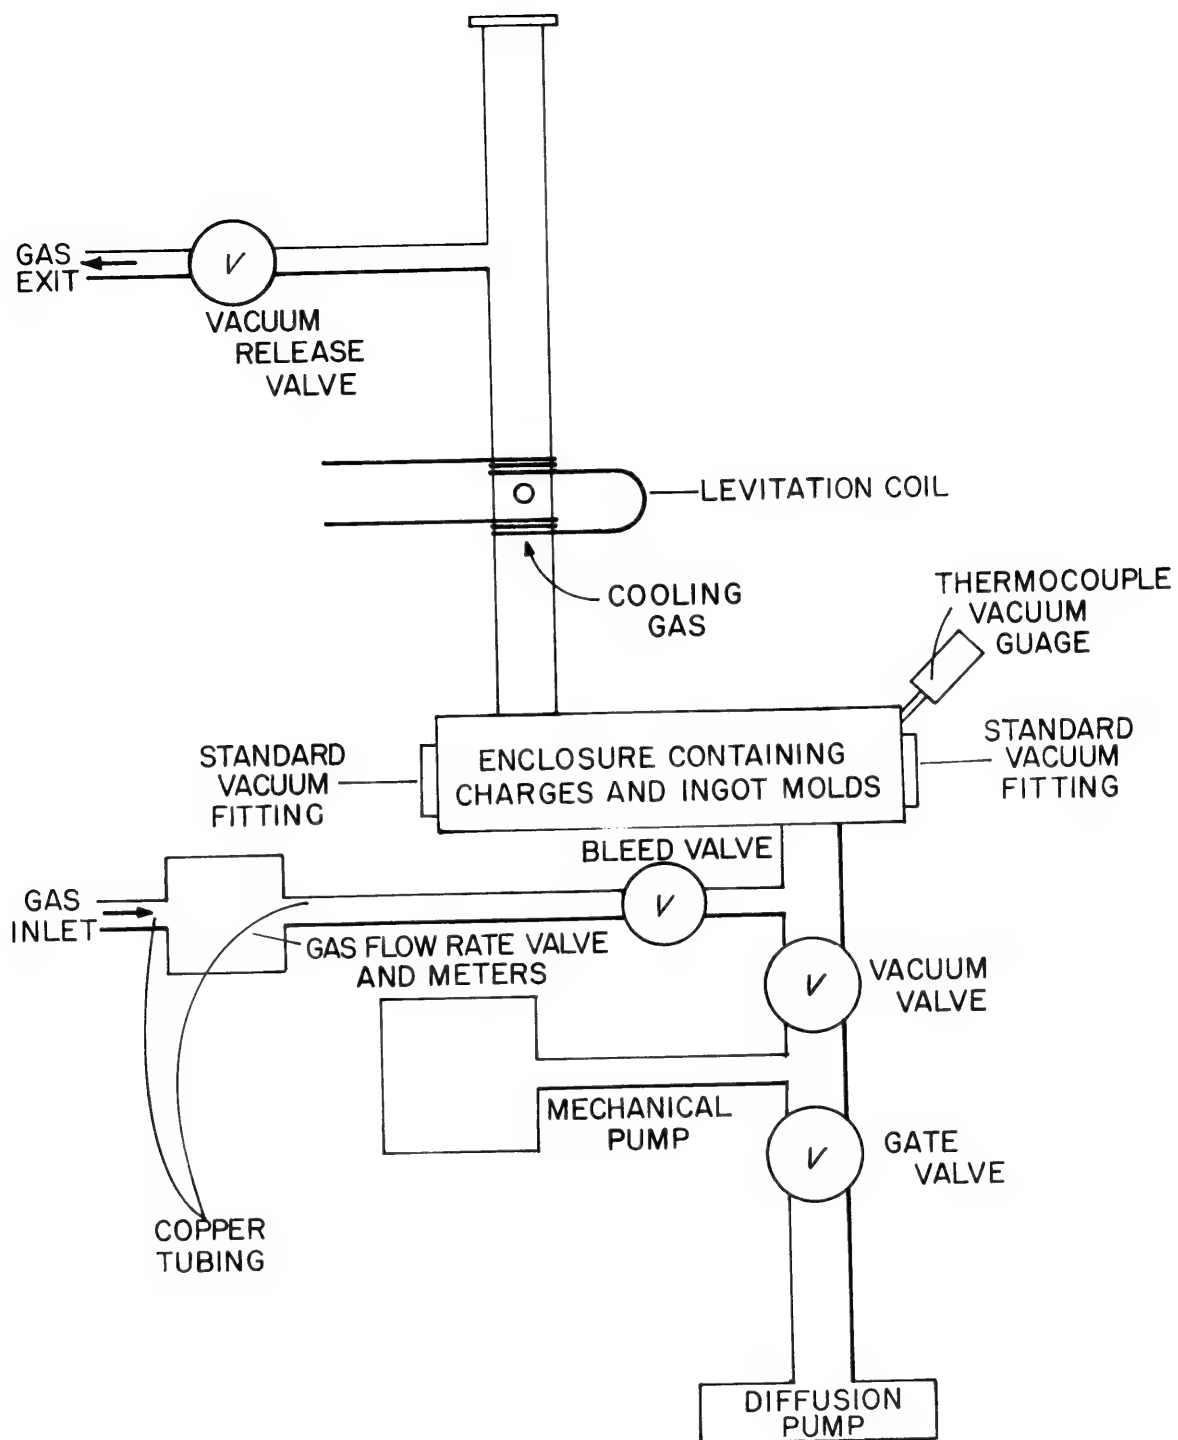 GAS
EXIT
V
VACUUM
RELEASE
VALVE
LEVITATION COIL
COOLING
GAS
THERMOCOUPLE
VACUUM
GUAGE
STANDARD
VACUUM
FITTING
ENCLOSURE CONTAINING
CHARGES AND INGOT MOLDS
STANDARD
VACUUM
FITTING
BLEED VALVE
V
GAS
INLET
GAS FLOW RATE VALVE
AND METERS
V
VACUUM
VALVE
MECHANICAL
PUMP
V
GATE
VALVE
COPPER
TUBING
DIFFUSION
PUMP